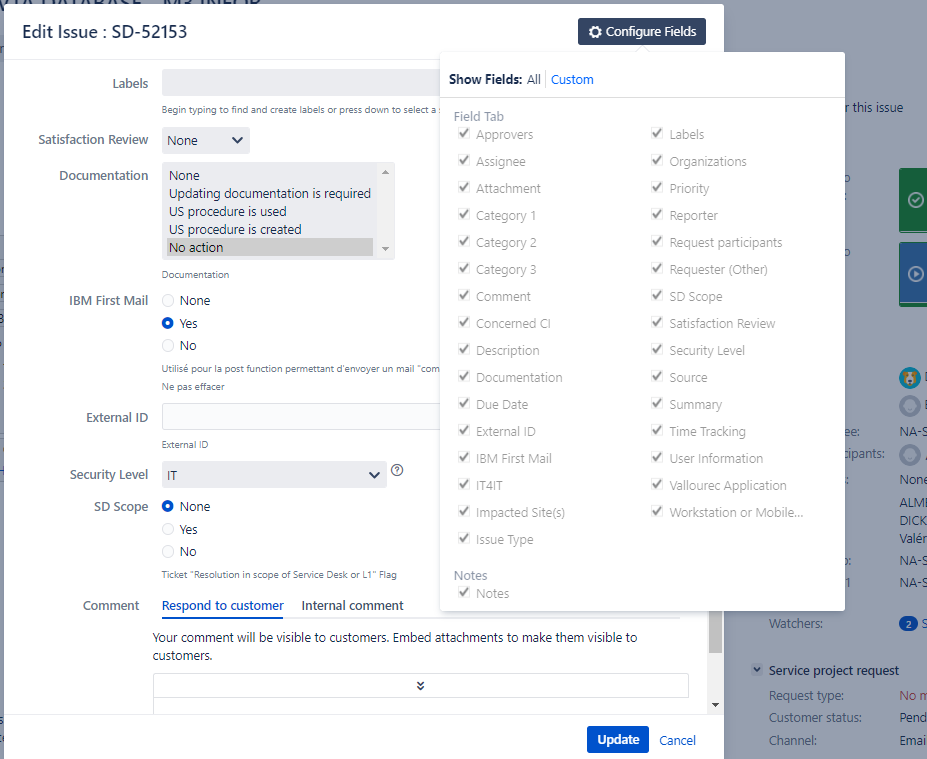 Edit Issue : SD-52153
Configure Fields
Labels
Begin typing to find and create labels or press down to select a
Satisfaction Review
None
Documentation
None
Updating documentation is required
US procedure is used
US procedure is created
No action
Documentation
IBM First Mail
None
Yes
No
Utilisé pour la post function permettant d'envoyer un mail "com
Ne pas effacer
External ID
External ID
Security Level
IT
SD Scope
None
Yes
No
Ticket "Resolution in scope of Service Desk or L1" Flag
Comment
Respond to customer
Internal comment
Your comment will be visible to customers. Embed attachments to make them visible to
customers.
Update
Cancel
Show Fields: All
Custom
Field Tab
Approvers
Assignee
Attachment
Category 1
Category 2
Category 3
Comment
Concerned CI
Description
Documentation
Due Date
External ID
IBM First Mail
IT4IT
Impacted Site(s)
Issue Type
Labels
Organizations
Priority
Reporter
Request participants
Requester (Other)
SD Scope
Satisfaction Review
Security Level
Source
Summary
Time Tracking
User Information
Vallourec Application
Workstation or Mobile...
Notes
Notes
r this issue
ee: NA-S
cipants:
None
ALME
DICK
Valér
NA-S
NA-S
Watchers:
2
Service project request
Request type: No m
Customer status: Pend
Channel: Emai